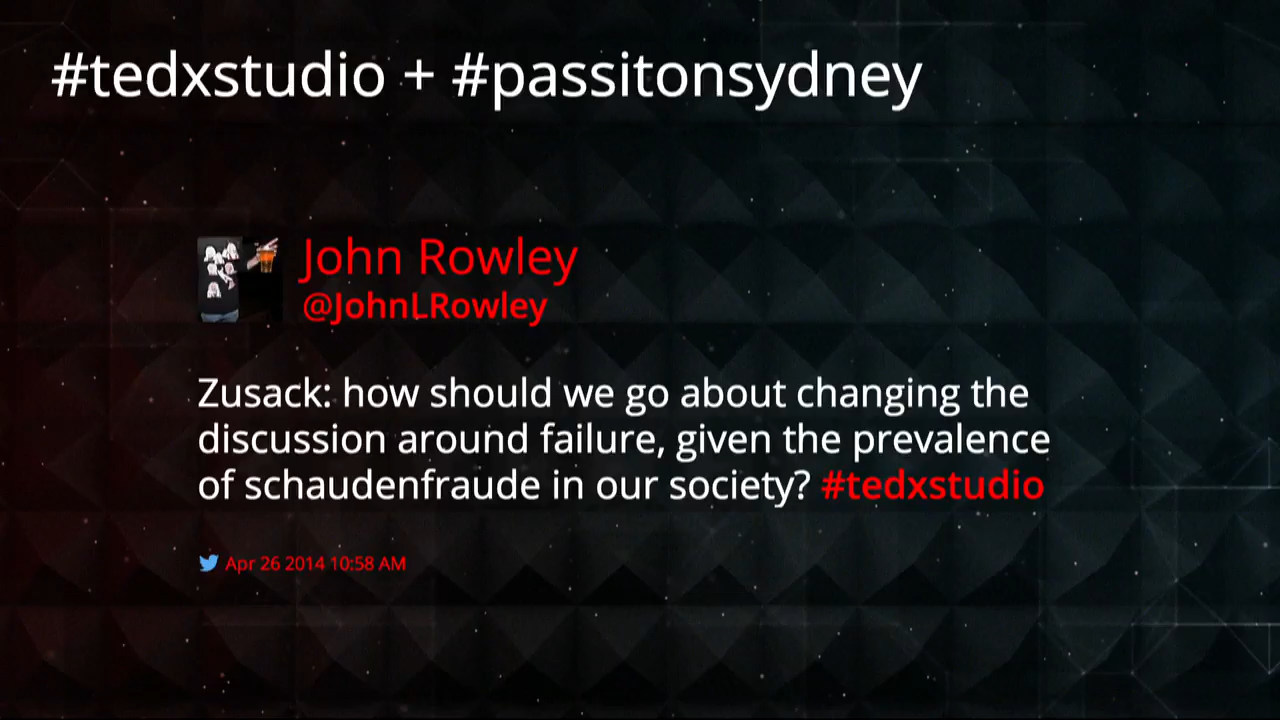 #tedxstudio + #passitonsydney
John Rowley
@JohnLRowley
Zusack: how should we go about changing the
discussion around failure, given the prevalence
of schaudenfraude in our society? #tedxstudio
Apr 26 2014 10:58 AM